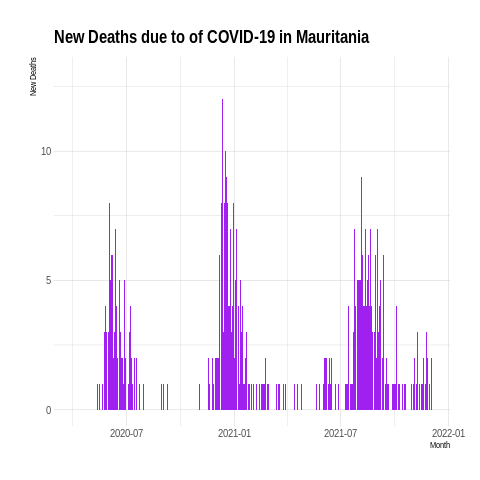 New Deaths due to of COVID-19 in Mauritania
New Deaths
10
5
0
2020-07
2021-01
2021-07
2022-01
Month